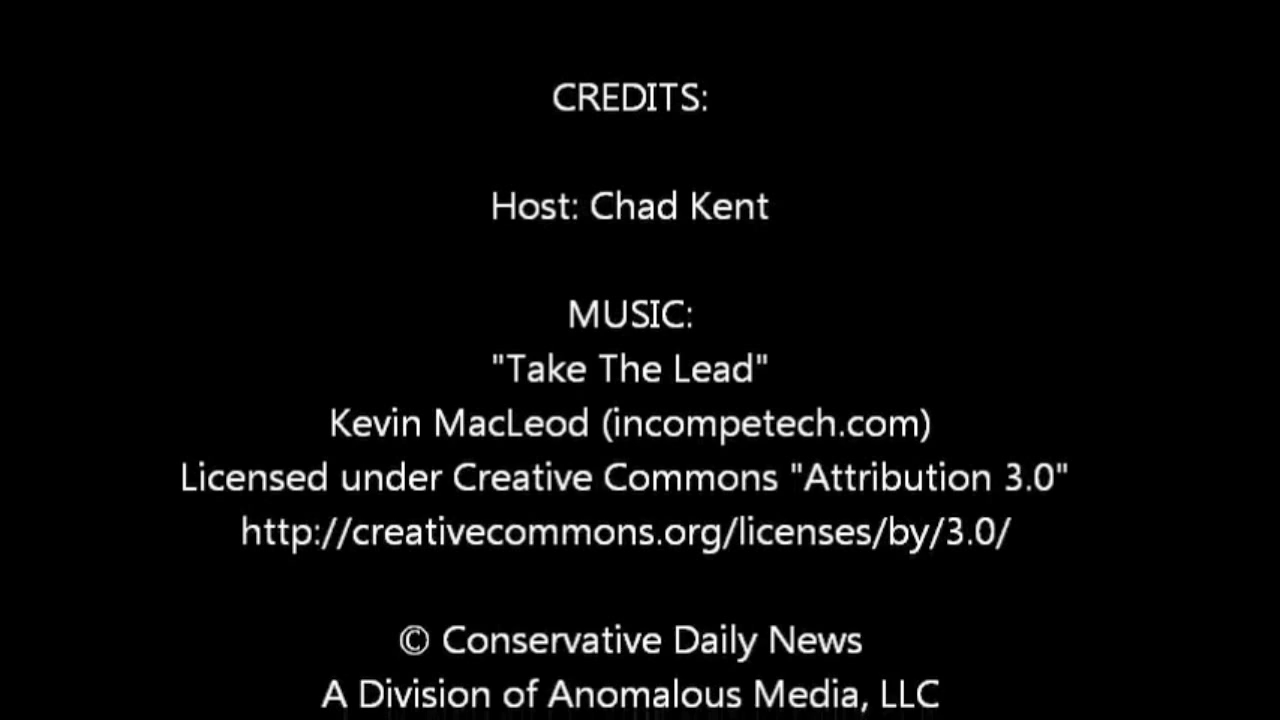 CREDITS:
Host: Chad Kent
MUSIC:
"Take The Lead"
Kevin MacLeod (incompetech.com)
Licensed under Creative Commons "Attribution 3.0"
http://creativecommons.org/licenses/by/3.0/
© Conservative Daily News
A Division of Anomalous Media, LLC